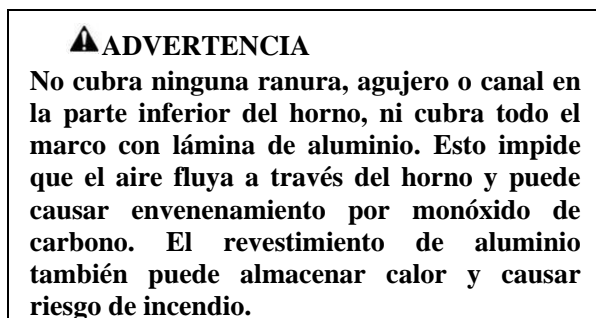 ADVERTENCIA
No cubra ninguna ranura, agujero o canal en
la parte inferior del horno, ni cubra todo el
marco con lámina de aluminio. Esto impide
que el aire fluya a través del horno y puede
causar envenenamiento por monóxido de
carbono. El revestimiento de aluminio
también puede almacenar calor y causar
riesgo de incendio.